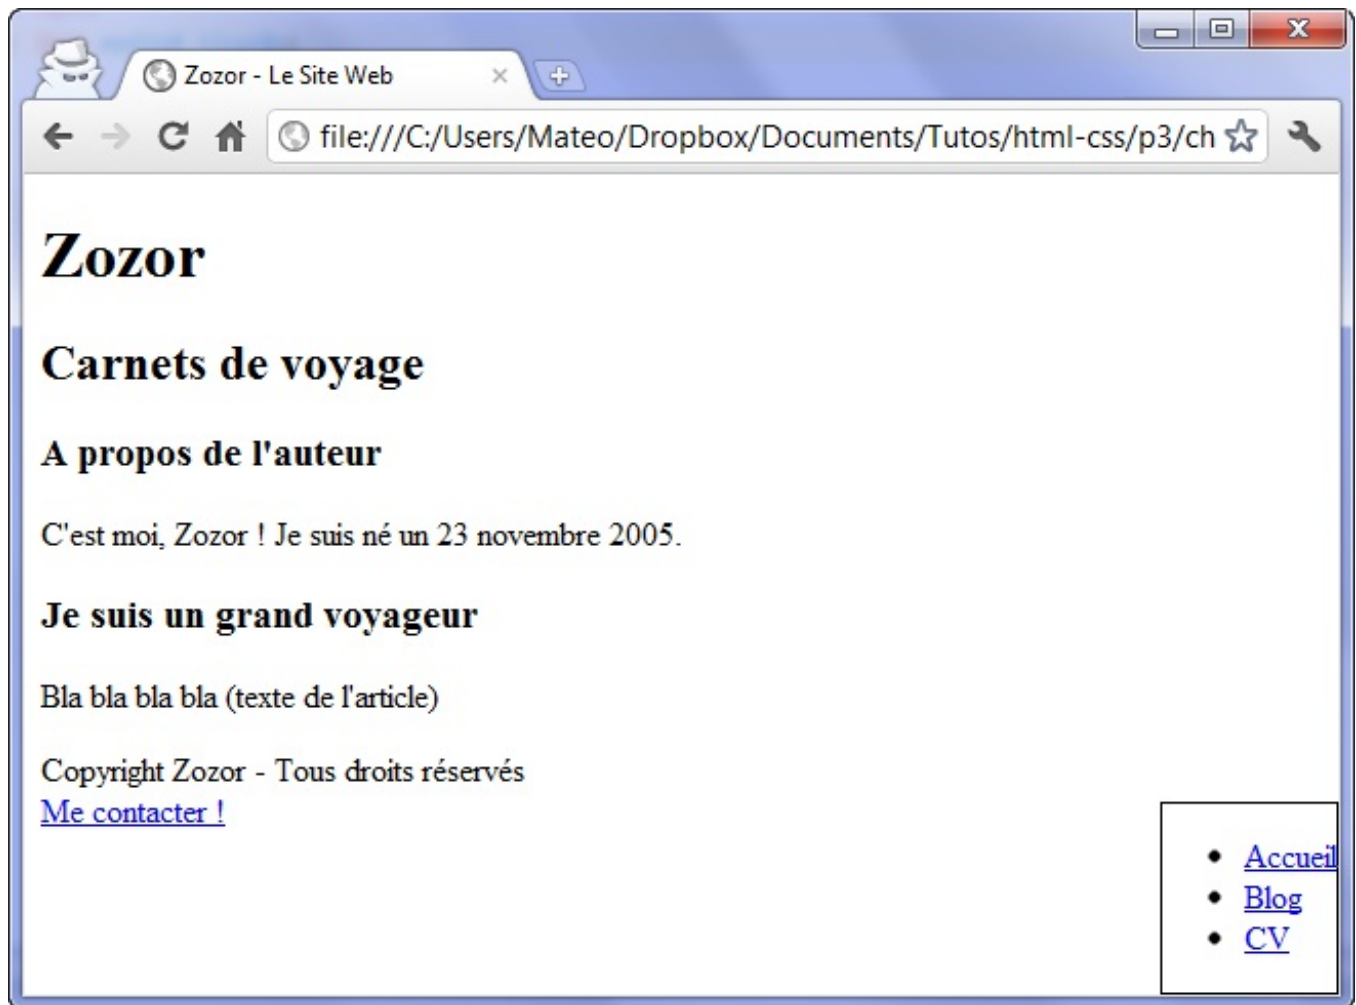 Zozor - Le Site Web
file:///C:/Users/Mateo/Dropbox/Documents/Tutos/html-css/p3/ch
Zozor
Carnets de voyage
A propos de l'auteur
C'est moi, Zozor ! Je suis né un 23 novembre 2005.
Je suis un grand voyageur
Bla bla bla bla (texte de l'article)
Copyright Zozor - Tous droits réservés
Me contacter !
Accueil
Blog
CV